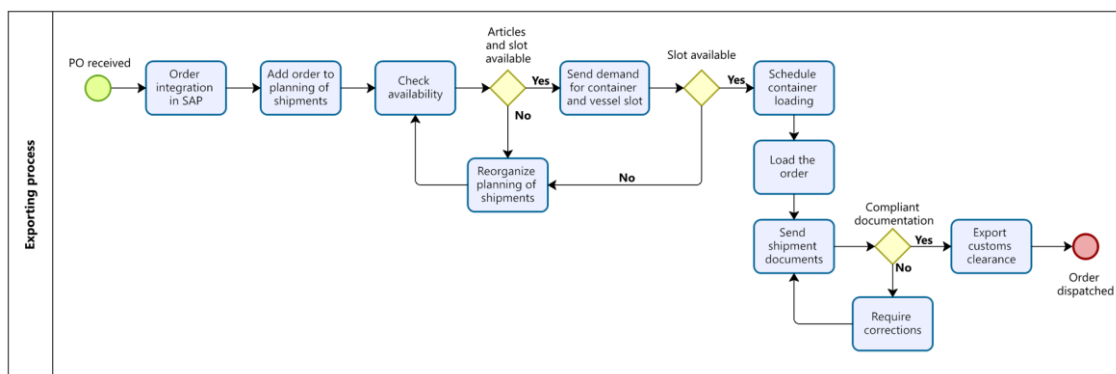 Exporting process
PO received
Order
integration
in SAP
Add order to
planning of
shipments
Check
availability
Articles
and slot
available
Yes
No
Reorganize
planning of
shipments
Send demand
for container
and vessel slot
Slot available
Yes
No
Schedule
container
loading
Load the
order
Send
shipment
documents
Compliant
documentation
Yes
No
Require
corrections
Export
customs
clearance
Order
dispatched